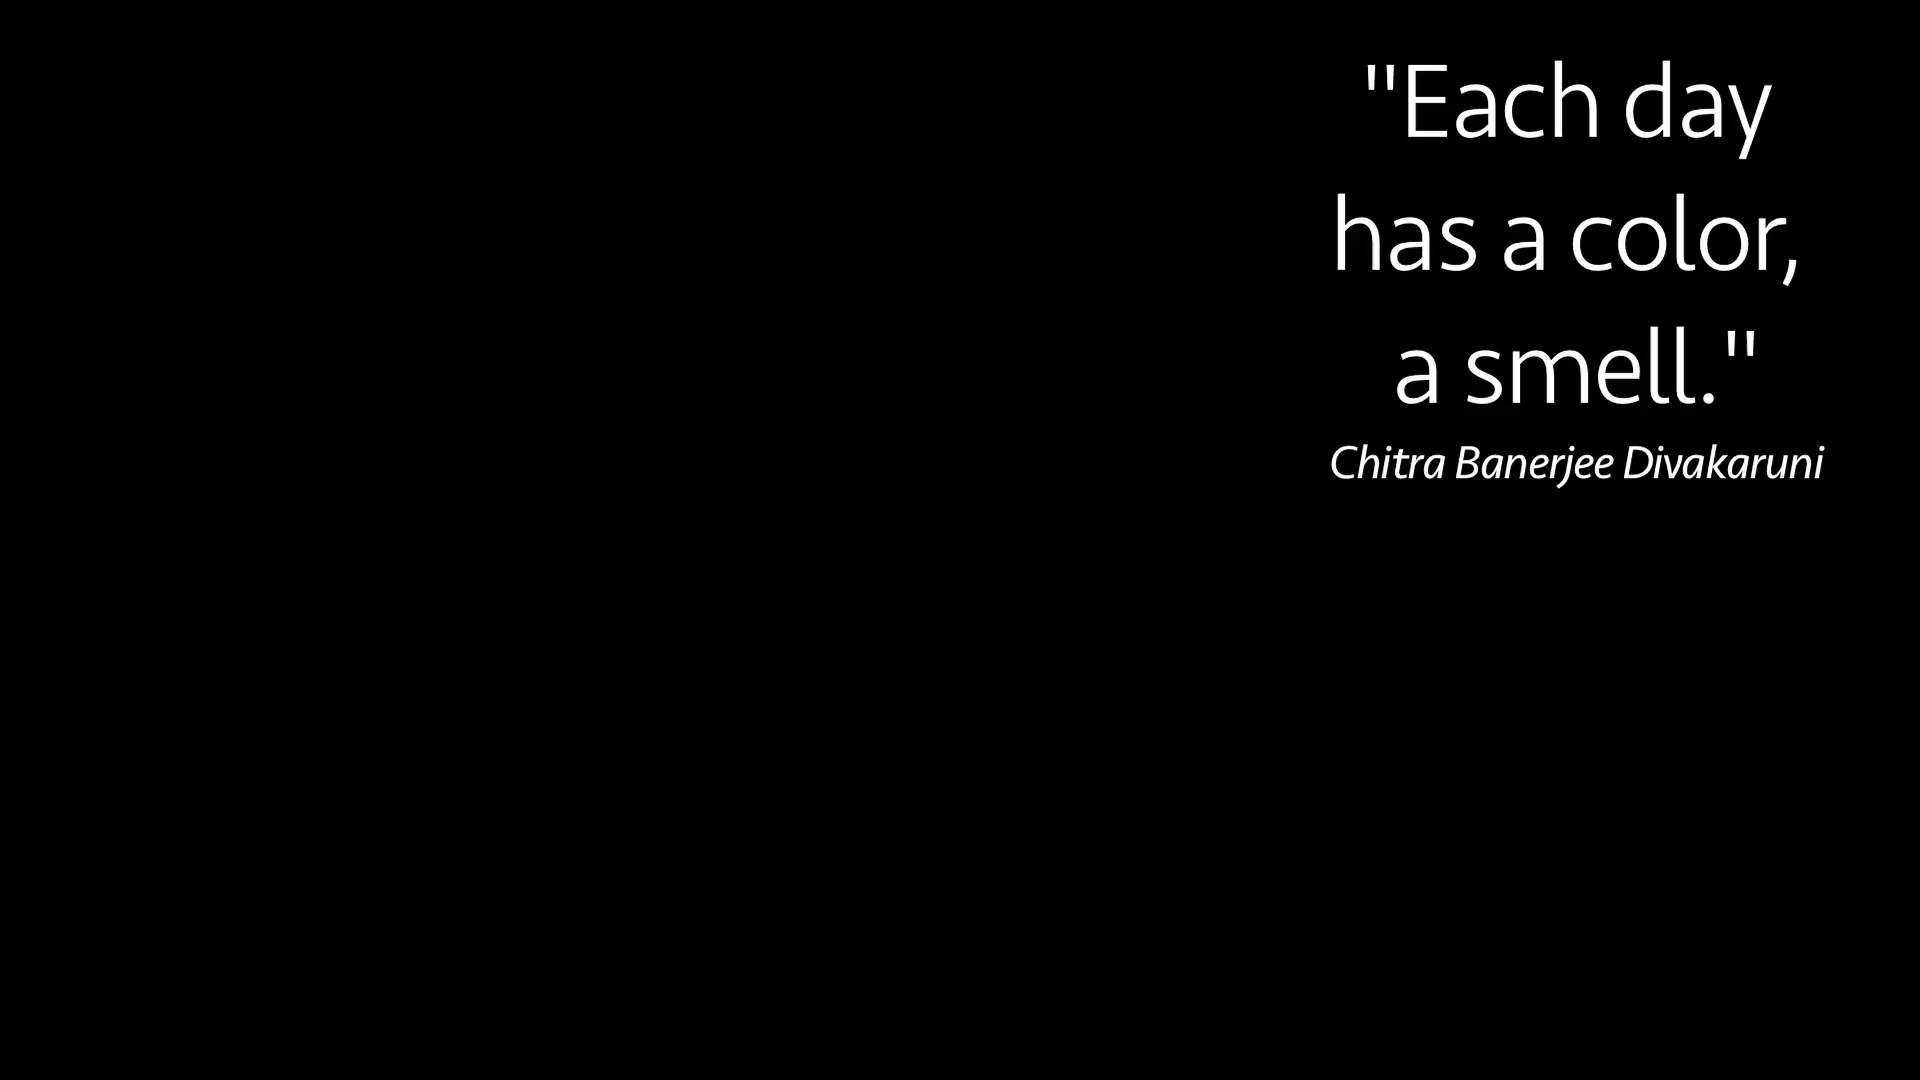 "Each day
has a color,
a smell."
Chitra Banerjee Divakaruni